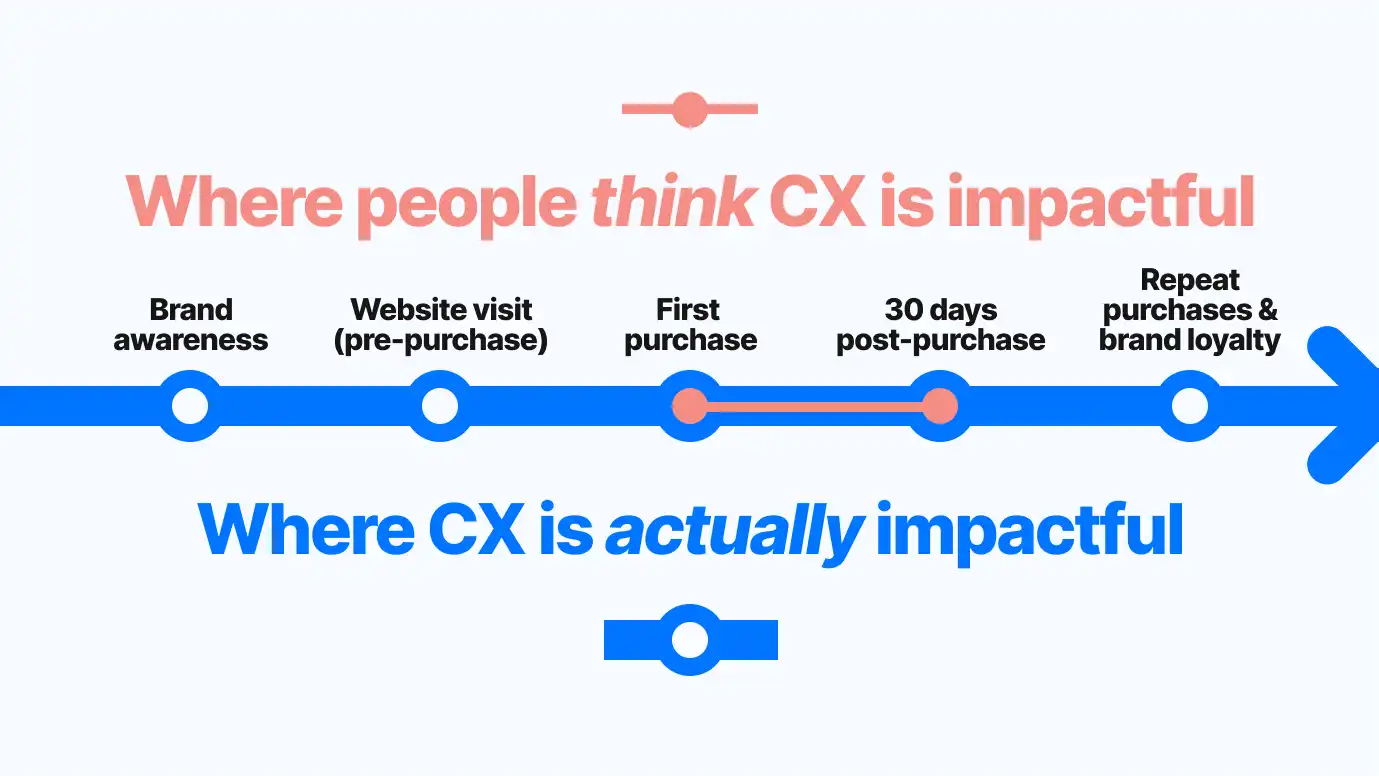 Where people think CX is impactful
Brand
awareness
Website visit
(pre-purchase)
First
purchase
30 days
post-purchase
Repeat
purchases &
brand loyalty
Where CX is actually impactful